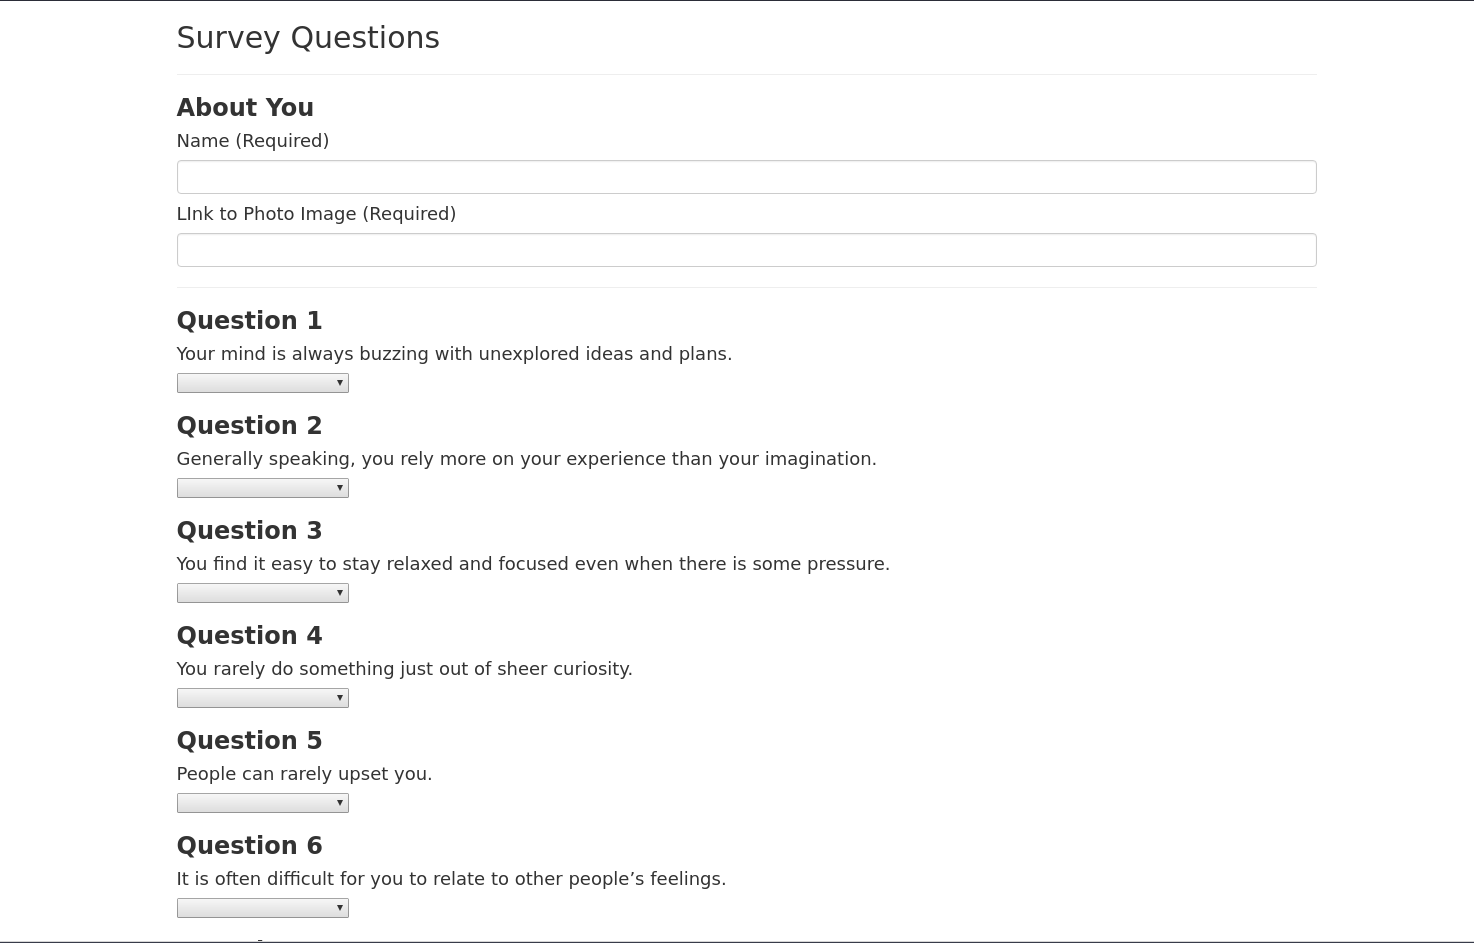 Survey Questions
About You
Name (Required)
LInk to Photo Image (Required)
Question 1
Your mind is always buzzing with unexplored ideas and plans.
Question 2
Generally speaking, you rely more on your experience than your imagination.
Question 3
You find it easy to stay relaxed and focused even when there is some pressure.
Question 4
You rarely do something just out of sheer curiosity.
Question 5
People can rarely upset you.
Question 6
It is often difficult for you to relate to other people’s feelings.